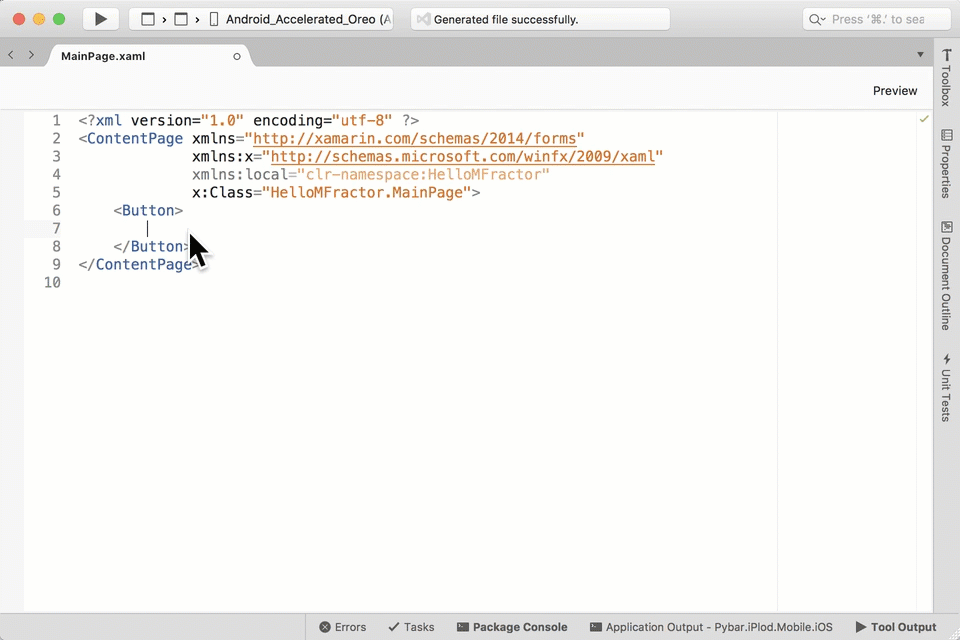 Android_Accelerated_Oreo (A
Generated file successfully.
Press ‘⌘.’ to sea
MainPage.xaml
Preview
1 <?xml version="1.0" encoding="utf-8" ?>
2 <ContentPage xmlns="http://xamarin.com/schemas/2014/forms"
3 xmlns:x="http://schemas.microsoft.com/winfx/2009/xaml"
4 xmlns:local="clr-namespace:HelloMFractor"
5 x:Class="HelloMFractor.MainPage">
6 <Button>
7
8 </Button>
9 </ContentPage>
10
Toolbox
Properties
Document Outline
Unit Tests
Errors
Tasks
Package Console
Application Output - Pybar.iPlod.Mobile.iOS
Tool Output